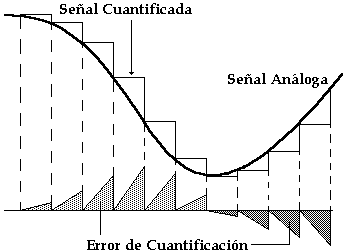 Señal Cuantificada
Señal Análoga
Error de Cuantificación